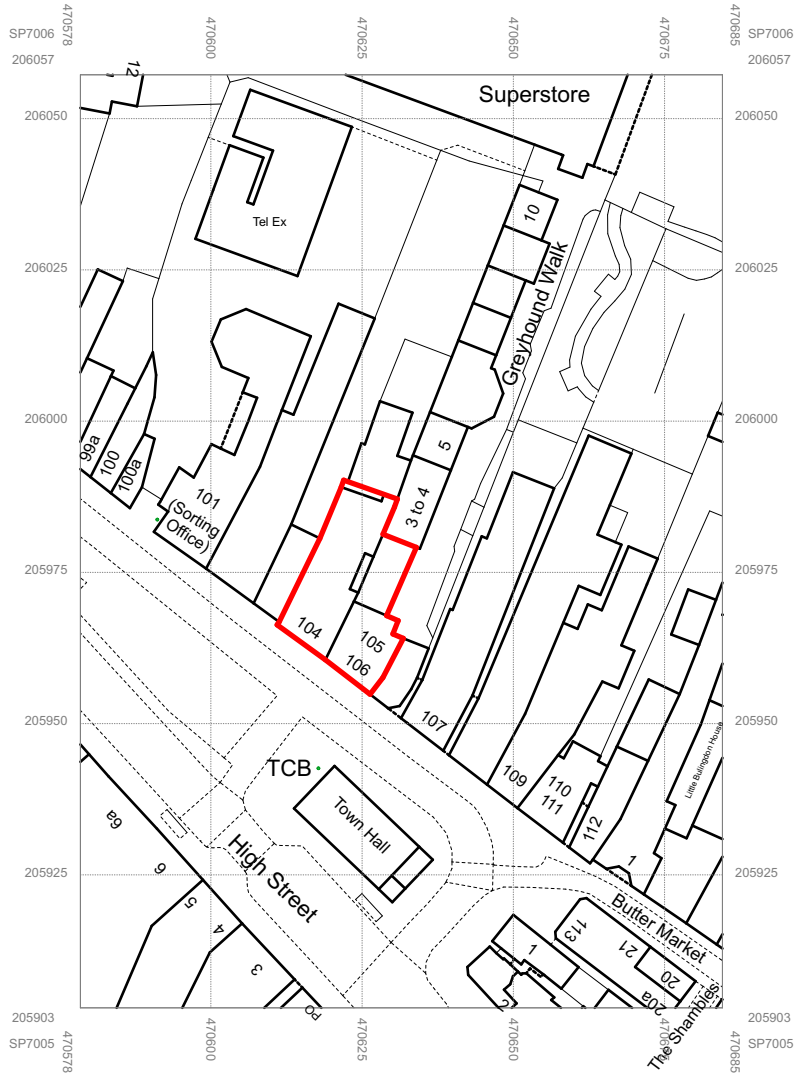 470578
470600
470625
470650
470675
470685
SP7006
206057
SP7006
206057
12
Superstore
206050
206050
10
Tel Ex
Greyhound Walk
206025
206025
206000
206000
99a
100
100a
101
(Sorting
Office)
5
3 to 4
205975
205975
104
105
106
205950
205950
107
109
110
111
112
1
Little Bulingdon House
TCB
Town Hall
High Street
6a
6
5
4
3
PO
205925
205925
Butter Market
113
21
20
20a
1
2
The Shambles
205903
SP7005
205903
SP7005
470578
470600
470625
470650
470685